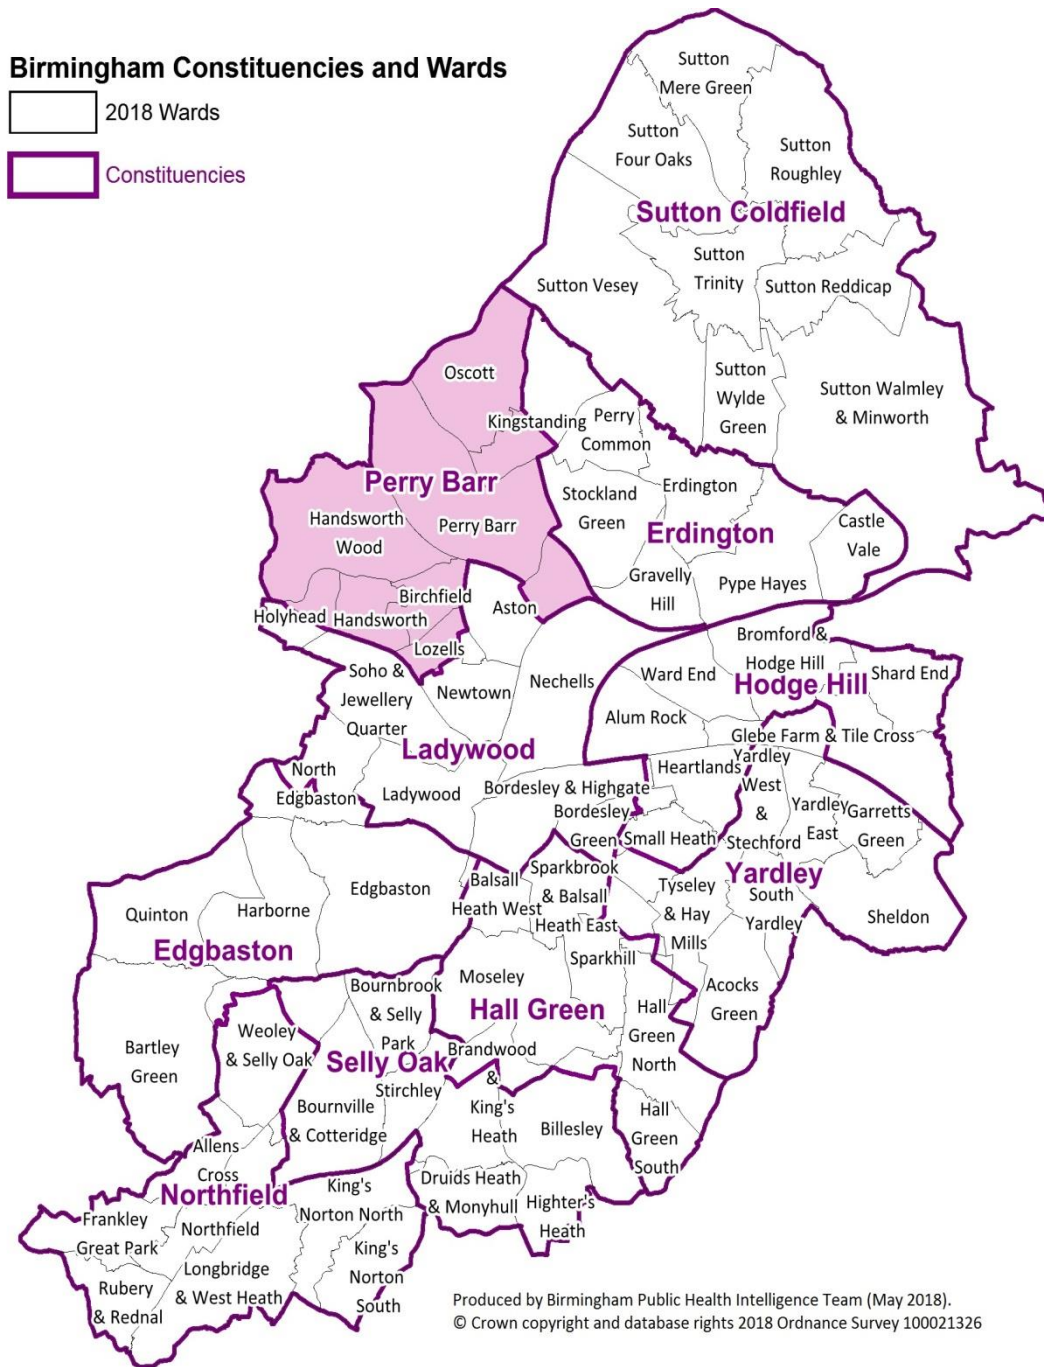 Birmingham Constituencies and Wards
2018 Wards
Constituencies
Sutton
Mere Green
Sutton
Four Oaks
Sutton
Roughley
Sutton Coldfield
Sutton
Trinity
Sutton Vesey
Sutton Reddicap
Sutton
Wylde
Green
Sutton Walmley
& Minworth
Oscott
Kingstanding
Perry
Common
Perry Barr
Handsworth
Wood
Perry Barr
Stockland
Green
Erdington
Erdington
Castle
Vale
Gravelly
Hill
Pype Hayes
Birchfield
Holyhead
Handsworth
Aston
Lozells
Bromford &
Hodge Hill
Shard End
Ward End
Hodge Hill
Soho &
Jewellery
Quarter
Newtown
Nechells
Alum Rock
Glebe Farm & Tile Cross
Ladywood
North
Edgbaston
Ladywood
Bordesley & Highgate
Bordesley
Green
Heartlands
Yardley
West
&
Stechford
Yardley
East
Garretts
Green
Small Heath
Yardley
Balsall
Heath West
Sparkbrook
& Balsall
Heath East
Tyseley
& Hay
Mills
South
Yardley
Sheldon
Edgbaston
Quinton
Harborne
Edgbaston
Sparkhill
Moseley
Hall Green
Hall
Green
North
Acocks
Green
Bournbrook
& Selly
Park
Selly Oak
Brandwood
&
King's
Heath
Bartley
Green
Weoley
& Selly Oak
Bournville
& Cotteridge
Stirchley
Billesley
Hall
Green
South
Allens
Cross
Northfield
Druids Heath
& Monyhull
Highter's
Heath
King's
Norton North
Frankley
Great Park
Northfield
King's
Norton
South
Longbridge
& West Heath
Rubery
& Rednal
Produced by Birmingham Public Health Intelligence Team (May 2018).
© Crown copyright and database rights 2018 Ordnance Survey 100021326